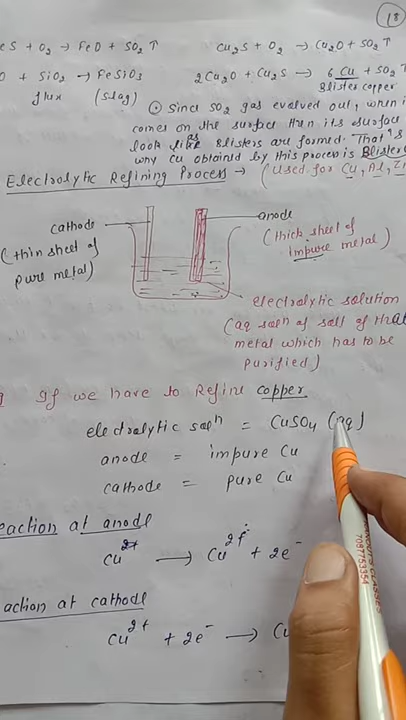 18
eS + O₂ → FeO + SO₂↑
Cu₂S + O₂ → Cu₂O + SO₂↑
O + SiO₂ → FeSiO₃
flux (Slag)
2Cu₂O + Cu₂S → 6 Cu + SO₂↑
Blister copper
⊙ Since SO₂ gas evolved out, when i
comes on the surface then its surface
look like as Blisters are formed. That's
why Cu obtained by this process is Blister
Electrolytic Refining Process → (used for Cu, Al, Z
cathode
(thin sheet of
pure metal)
anode
(thick sheet of
impure metal)
electrolytic solution
(aq solⁿ of salt of that
metal which has to be
purified)
If we have to Refine copper
electrolytic solⁿ = CuSO₄ (aq)
anode = impure Cu
cathode = pure Cu
eaction at anode
Cu²⁺ → Cu²⁺ + 2e⁻
action at cathode
Cu²⁺ + 2e⁻ → Cu
7087753354